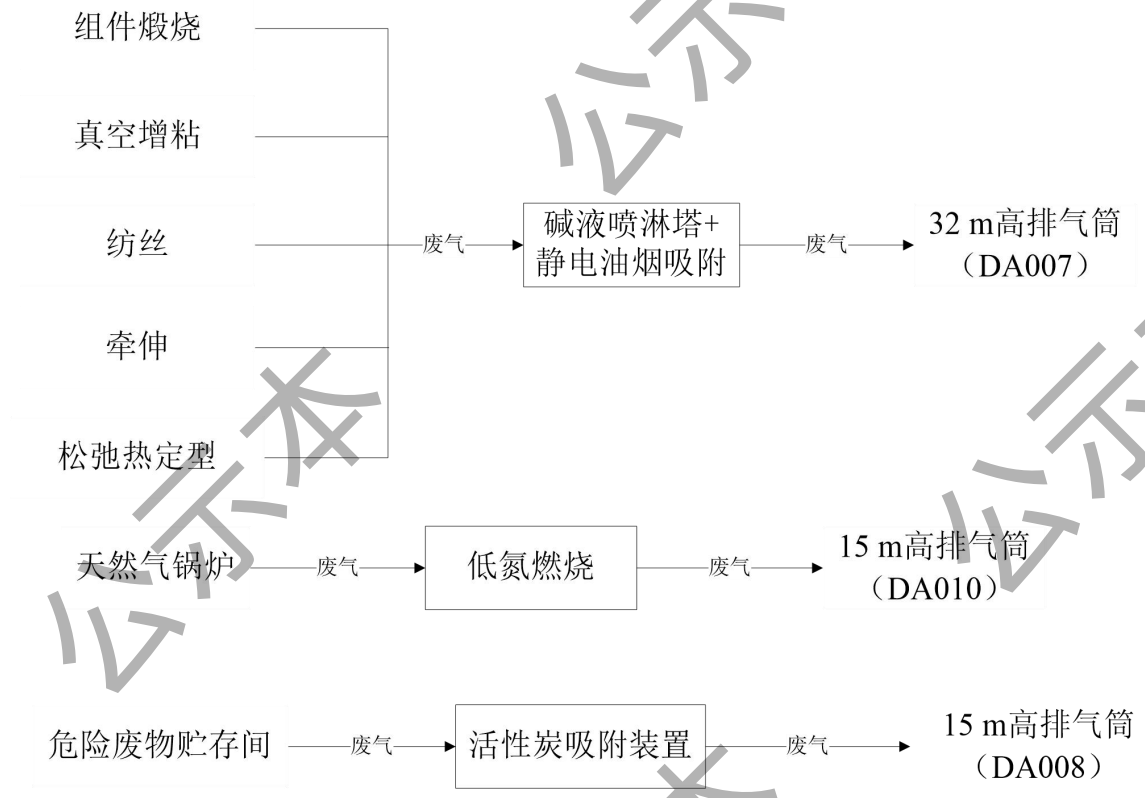 组件煅烧
真空增粘
纺丝
牵伸
松弛热定型
废气
碱液喷淋塔+
静电油烟吸附
废气
32 m高排气筒
（DA007）
天然气锅炉
废气
低氮燃烧
废气
15 m高排气筒
（DA010）
危险废物贮存间
废气
活性炭吸附装置
废气
15 m高排气筒
（DA008）
公示
公示本
公示
本